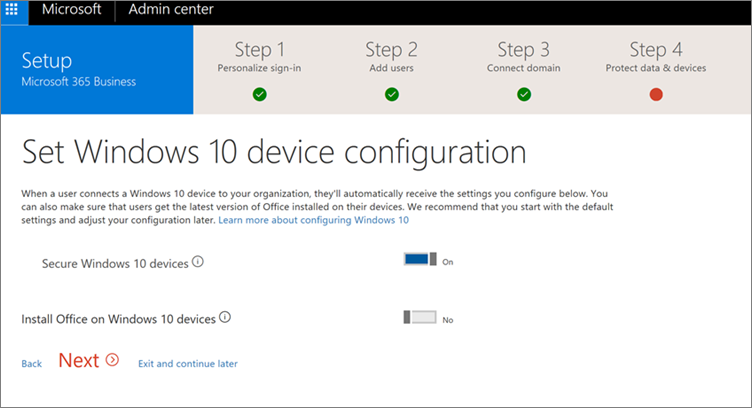 Microsoft Admin center
Setup
Microsoft 365 Business
Step 1
Personalize sign-in
Step 2
Add users
Step 3
Connect domain
Step 4
Protect data & devices
Set Windows 10 device configuration
When a user connects a Windows 10 device to your organization, they'll automatically receive the settings you configure below. You
can also make sure that users get the latest version of Office installed on their devices. We recommend that you start with the default
settings and adjust your configuration later. Learn more about configuring Windows 10
Secure Windows 10 devices On
Install Office on Windows 10 devices No
Back Next Exit and continue later